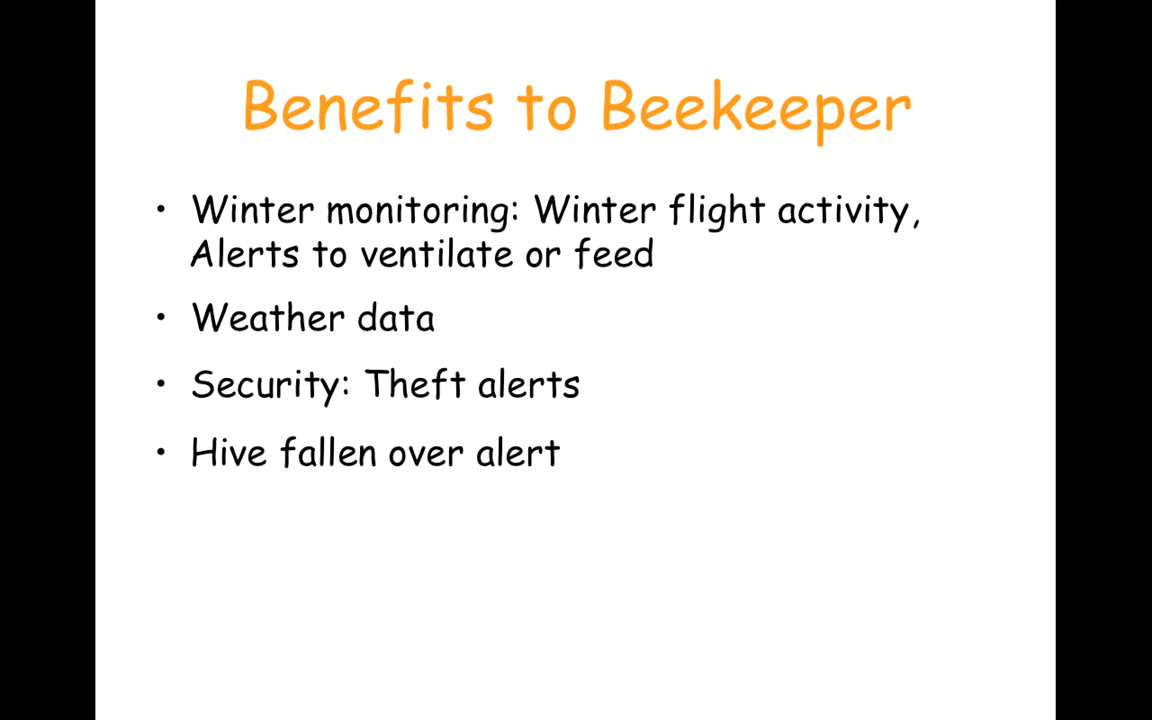 Benefits to Beekeeper
• Winter monitoring: Winter flight activity,
Alerts to ventilate or feed
• Weather data
• Security: Theft alerts
• Hive fallen over alert